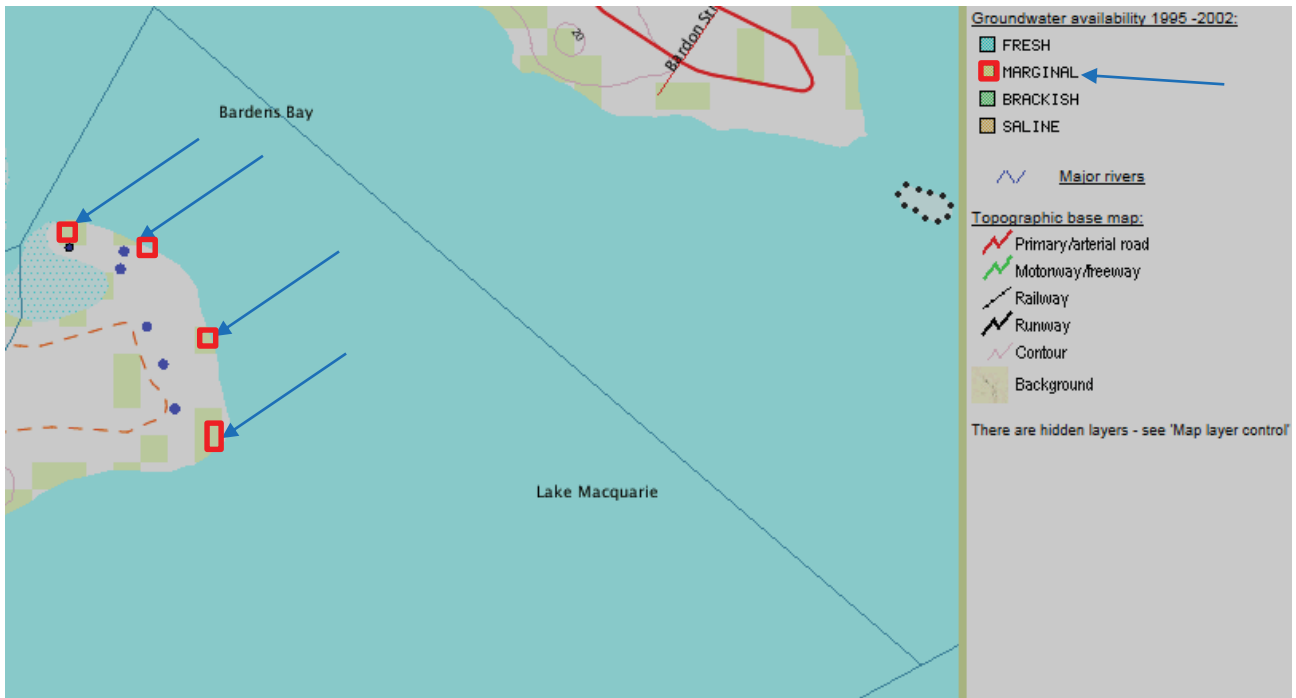 Bardens Bay
20
Bardon St
Lake Macquarie
Groundwater availability 1995 -2002:
FRESH
MARGINAL
BRACKISH
SALINE
Major rivers
Topographic base map:
Primary/arterial road
Motorway/freeway
Railway
Runway
Contour
Background
There are hidden layers - see 'Map layer control'